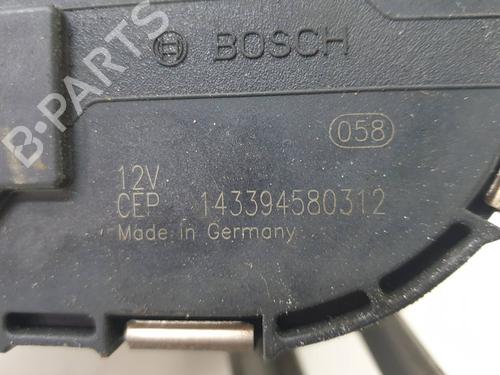 BOSCH
B-PARTS
058
12V
CEP 143394580312
Made in Germany